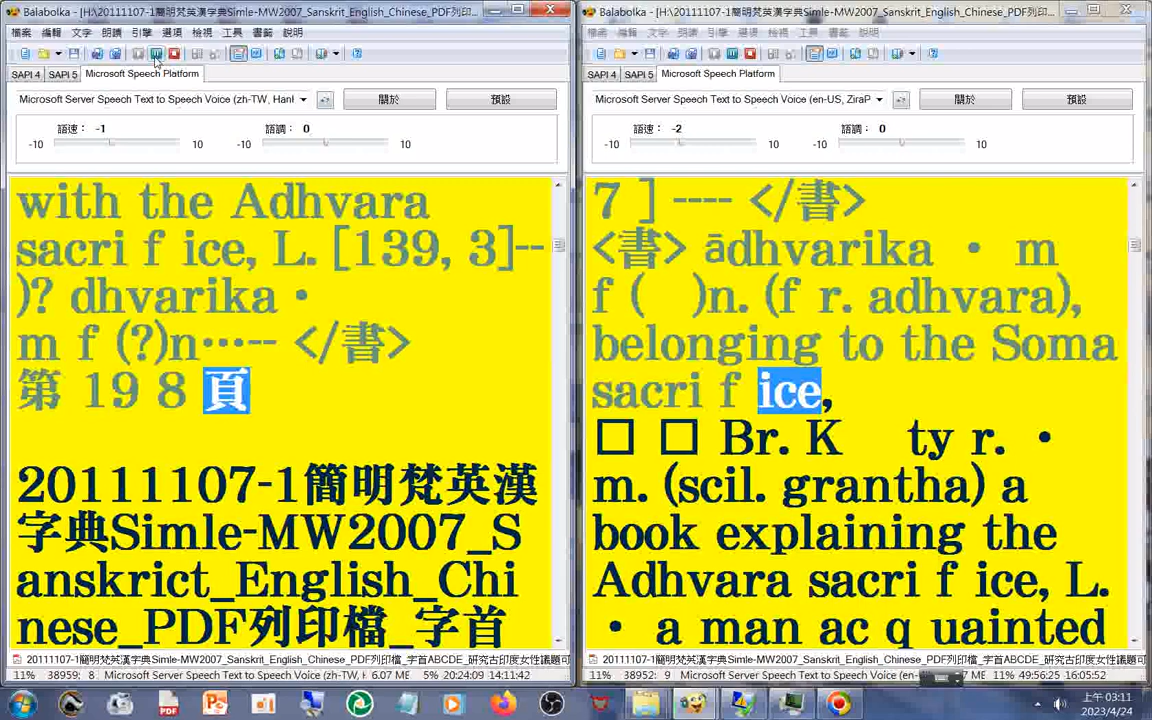 Balabolka - [H:\20111107-1簡明梵英漢字典Simle-MW2007_Sanskrit_English_Chinese_PDF列印...
檔案 編輯 文字 朗讀 引擎 選項 檢視 工具 書籤 說明
SAPI 4 SAPI 5 Microsoft Speech Platform
Microsoft Server Speech Text to Speech Voice (zh-TW, Hanl
關於 預設
語速： -1 語調： 0
-10 10 -10 10
with the Adhvara
sacri f ice, L. [139, 3]--
)? dhvarika •
m f (?)n…-- </書>
第 19 8 頁
20111107-1簡明梵英漢
字典Simle-MW2007_S
anskrict_English_Chi
nese_PDF列印檔_字首
20111107-1簡明梵英漢字典Simle-MW2007_Sanskrit_English_Chinese_PDF列印檔_字首ABCDE_研究古印度女性議題可
11% 38959: 8 Microsoft Server Speech Text to Speech Voice (zh-TW, H 6.07 ME 5% 20:24:09 14:11:42
Balabolka - [H:\20111107-1簡明梵英漢字典Simle-MW2007_Sanskrit_English_Chinese_PDF列印...
檔案 編輯 文字 朗讀 引擎 選項 檢視 工具 書籤 說明
SAPI 4 SAPI 5 Microsoft Speech Platform
Microsoft Server Speech Text to Speech Voice (en-US, ZiraP
關於 預設
語速： -2 語調： 0
-10 10 -10 10
7 ] ---- </書>
<書> ādhvarika • m
f ( )n. (f r. adhvara),
belonging to the Soma
sacri f ice,
□ □ Br. K ty r. •
m. (scil. grantha) a
book explaining the
Adhvara sacri f ice, L.
• a man ac q uainted
20111107-1簡明梵英漢字典Simle-MW2007_Sanskrit_English_Chinese_PDF列印檔_字首ABCDE_研究古印度女性議題可
11% 38952: 9 Microsoft Server Speech Text to Speech Voice (en-U ME 11% 49:56:25 16:05:52
上午 03:11
2023/4/24